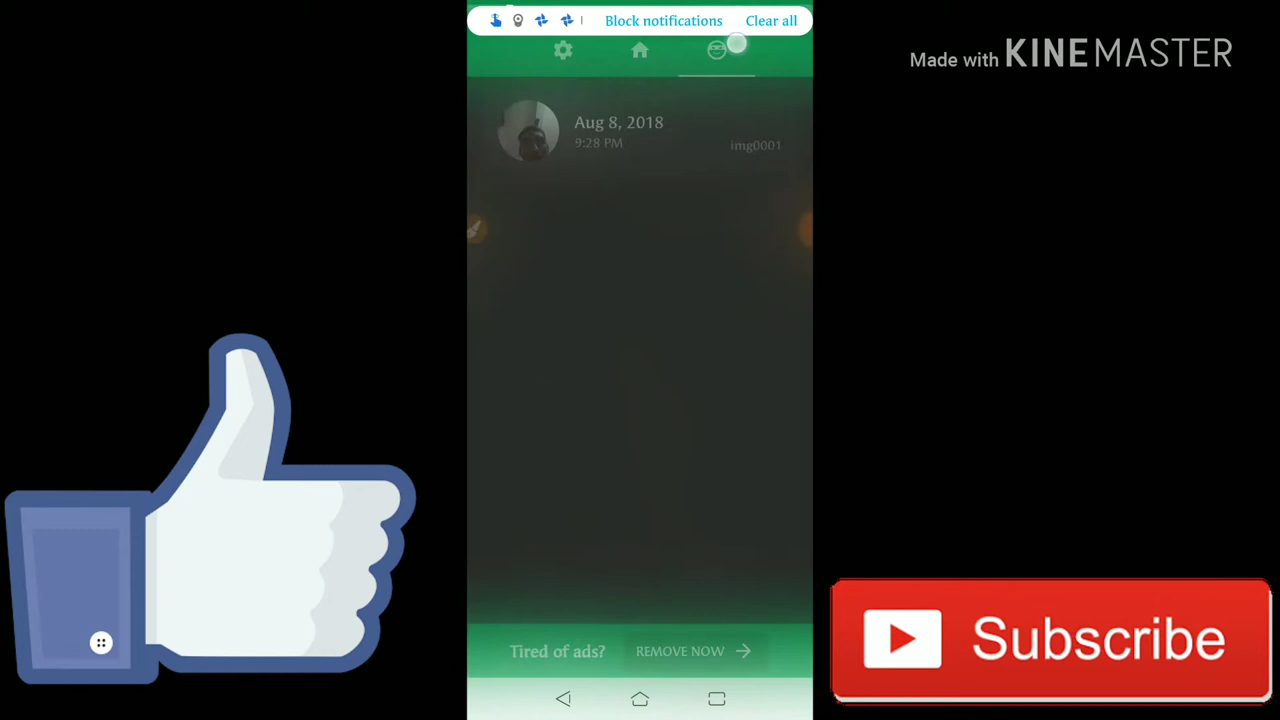 Block notifications Clear all
Made with KINEMASTER
Aug 8, 2018
9:28 PM
img0001
Tired of ads? REMOVE NOW
Subscribe